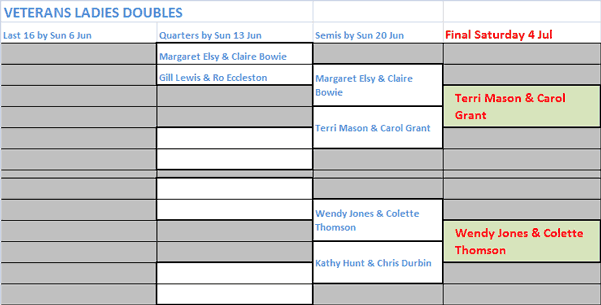 VETERANS LADIES DOUBLES
Last 16 by Sun 6 Jun
Quarters by Sun 13 Jun
Semis by Sun 20 Jun
Final Saturday 4 Jul
Margaret Elsy & Claire Bowie
Gill Lewis & Ro Eccleston
Margaret Elsy & Claire
Bowie
Terri Mason & Carol Grant
Terri Mason & Carol
Grant
Wendy Jones & Colette
Thomson
Kathy Hunt & Chris Durbin
Wendy Jones & Colette
Thomson